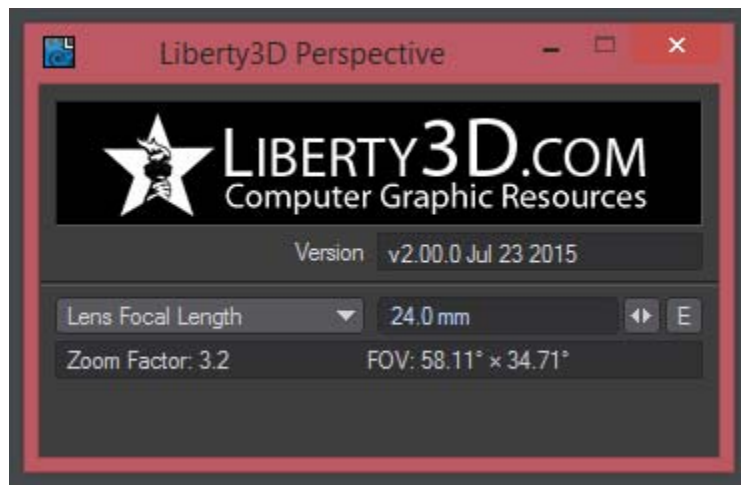 Liberty3D Perspective
LIBERTY3D.COM
Computer Graphic Resources
Version v2.00.0 Jul 23 2015
Lens Focal Length 24.0 mm E
Zoom Factor: 3.2 FOV: 58.11° × 34.71°